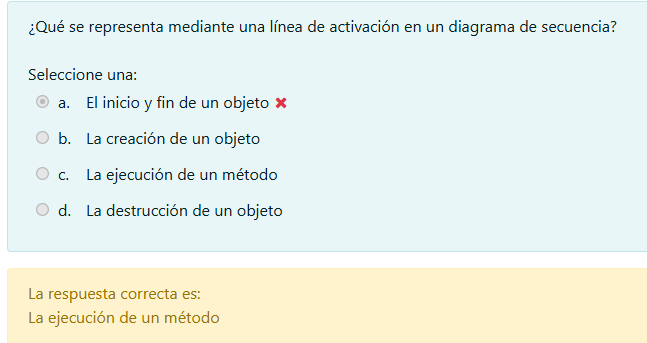 ¿Qué se representa mediante una línea de activación en un diagrama de secuencia?
Seleccione una:
a. El inicio y fin de un objeto ✖
b. La creación de un objeto
c. La ejecución de un método
d. La destrucción de un objeto
La respuesta correcta es:
La ejecución de un método